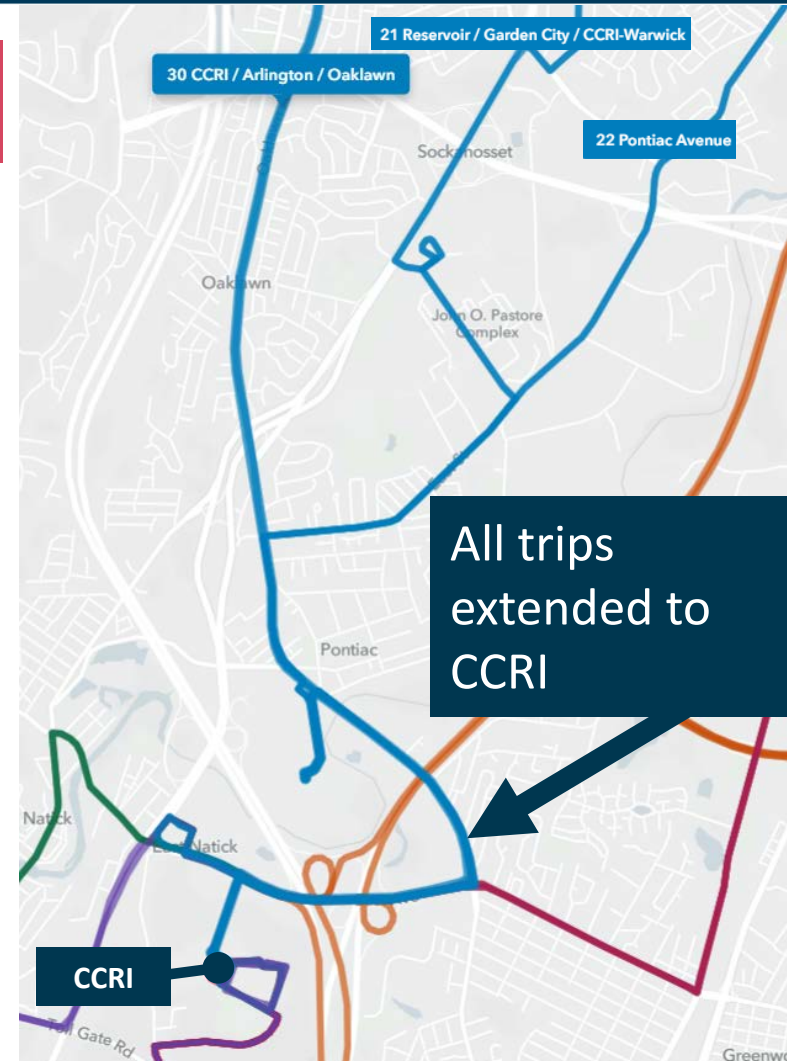 21 Reservoir / Garden City / CCRI-Warwick
30 CCRI / Arlington / Oaklawn
22 Pontiac Avenue
Sockanosset
Oaklawn
John O. Pastore
Complex
All trips
extended to
CCRI
Pontiac
Natick
East Natick
CCRI
Toll Gate Rd